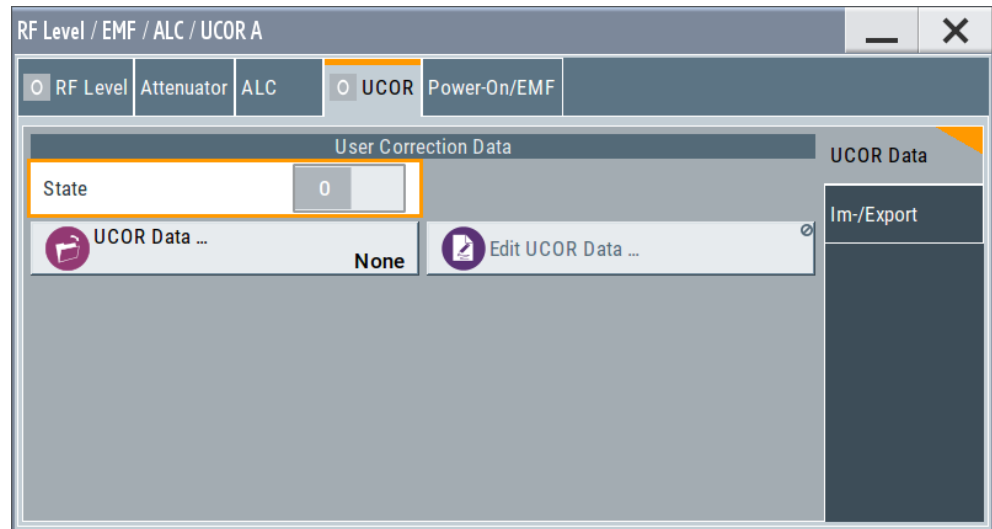 RF Level / EMF / ALC / UCOR A
O RF Level Attenuator ALC O UCOR Power-On/EMF
User Correction Data
UCOR Data
State 0
Im-/Export
UCOR Data ...
None
Edit UCOR Data ...